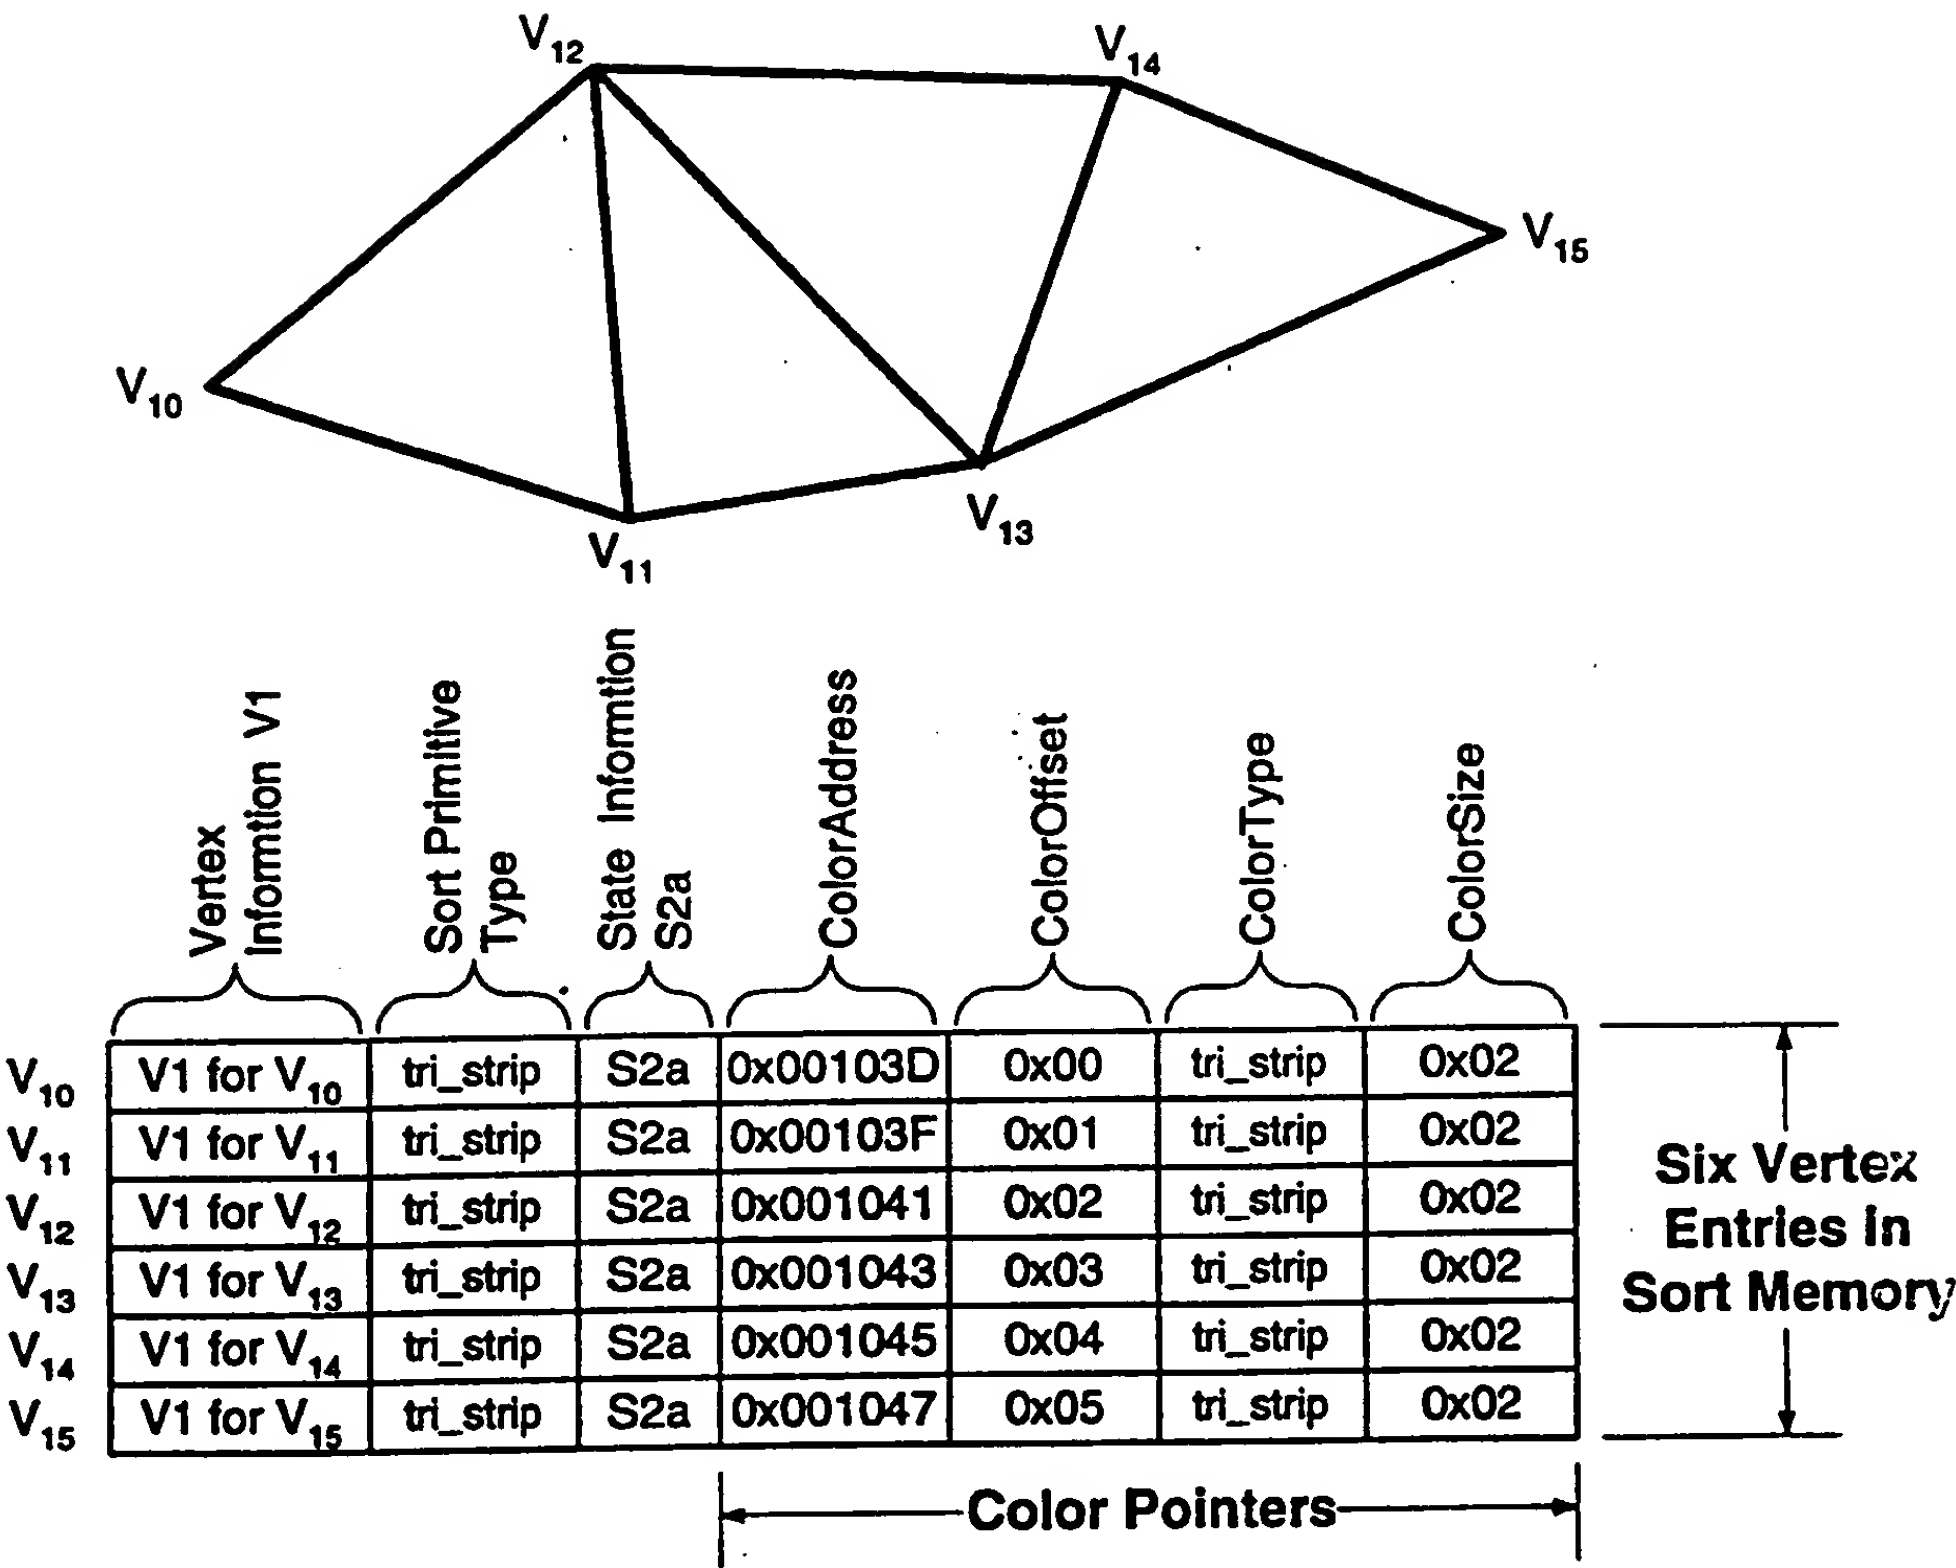 V12
V14
V15
V10
V13
V11
Vertex
Informtion V1
Sort Primitive
Type
State Informtion
S2a
ColorAddress
ColorOffset
ColorType
ColorSize
V10 V1 for V10 tri_strip S2a 0x00103D 0x00 tri_strip 0x02
V11 V1 for V11 tri_strip S2a 0x00103F 0x01 tri_strip 0x02
V12 V1 for V12 tri_strip S2a 0x001041 0x02 tri_strip 0x02
V13 V1 for V13 tri_strip S2a 0x001043 0x03 tri_strip 0x02
V14 V1 for V14 tri_strip S2a 0x001045 0x04 tri_strip 0x02
V15 V1 for V15 tri_strip S2a 0x001047 0x05 tri_strip 0x02
Six Vertex
Entries in
Sort Memory
Color Pointers